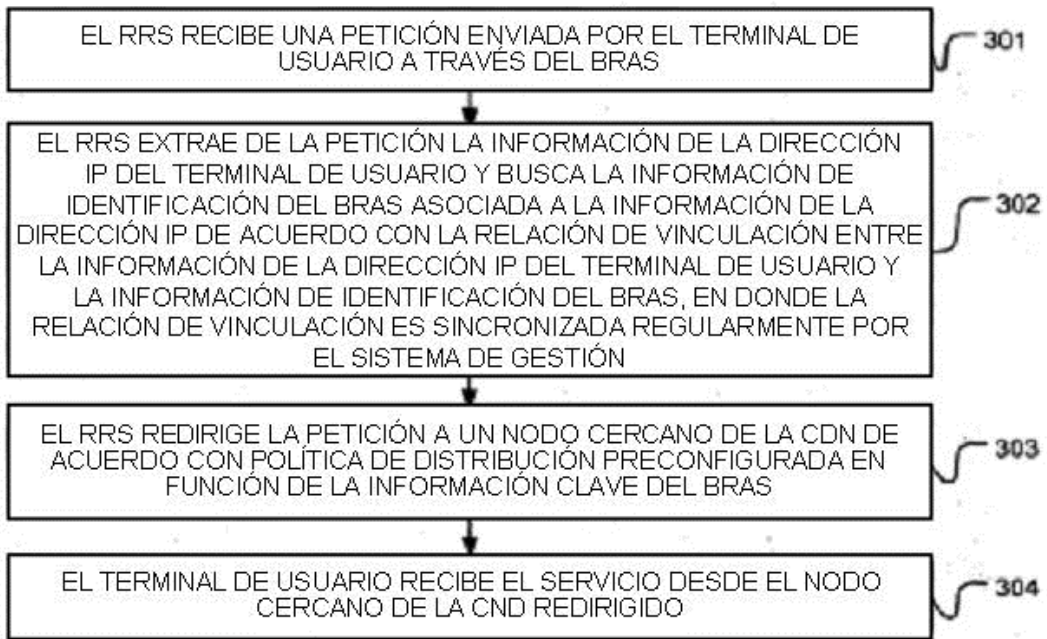 EL RRS RECIBE UNA PETICIÓN ENVIADA POR EL TERMINAL DE
USUARIO A TRAVÉS DEL BRAS
301
EL RRS EXTRAE DE LA PETICIÓN LA INFORMACIÓN DE LA DIRECCIÓN
IP DEL TERMINAL DE USUARIO Y BUSCA LA INFORMACIÓN DE
IDENTIFICACIÓN DEL BRAS ASOCIADA A LA INFORMACIÓN DE LA
DIRECCIÓN IP DE ACUERDO CON LA RELACIÓN DE VINCULACIÓN ENTRE
LA INFORMACIÓN DE LA DIRECCIÓN IP DEL TERMINAL DE USUARIO Y
LA INFORMACIÓN DE IDENTIFICACIÓN DEL BRAS, EN DONDE LA
RELACIÓN DE VINCULACIÓN ES SINCRONIZADA REGULARMENTE POR
EL SISTEMA DE GESTIÓN
302
EL RRS REDIRIGE LA PETICIÓN A UN NODO CERCANO DE LA CDN DE
ACUERDO CON POLÍTICA DE DISTRIBUCIÓN PRECONFIGURADA EN
FUNCIÓN DE LA INFORMACIÓN CLAVE DEL BRAS
303
EL TERMINAL DE USUARIO RECIBE EL SERVICIO DESDE EL NODO
CERCANO DE LA CND REDIRIGIDO
304